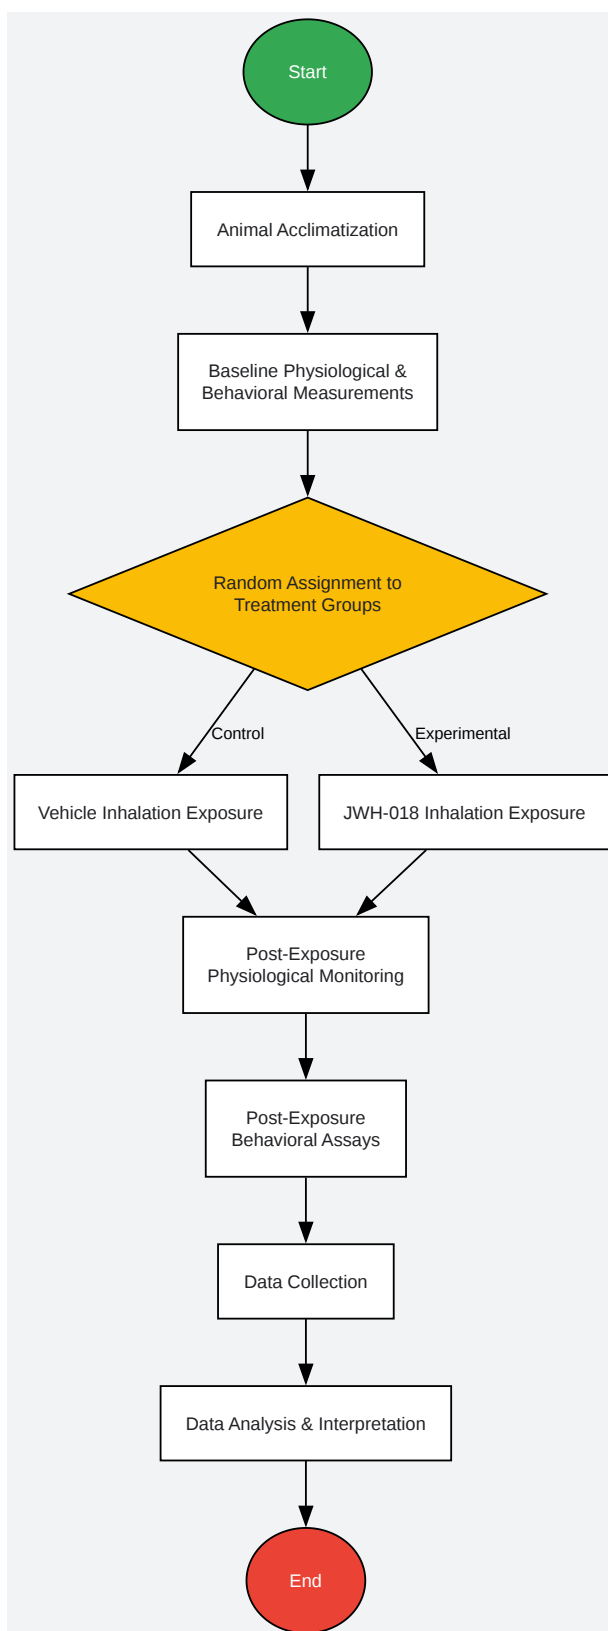 Start
Animal Acclimatization
Baseline Physiological &
Behavioral Measurements
Random Assignment to
Treatment Groups
Control
Experimental
Vehicle Inhalation Exposure
JWH-018 Inhalation Exposure
Post-Exposure
Physiological Monitoring
Post-Exposure
Behavioral Assays
Data Collection
Data Analysis & Interpretation
End